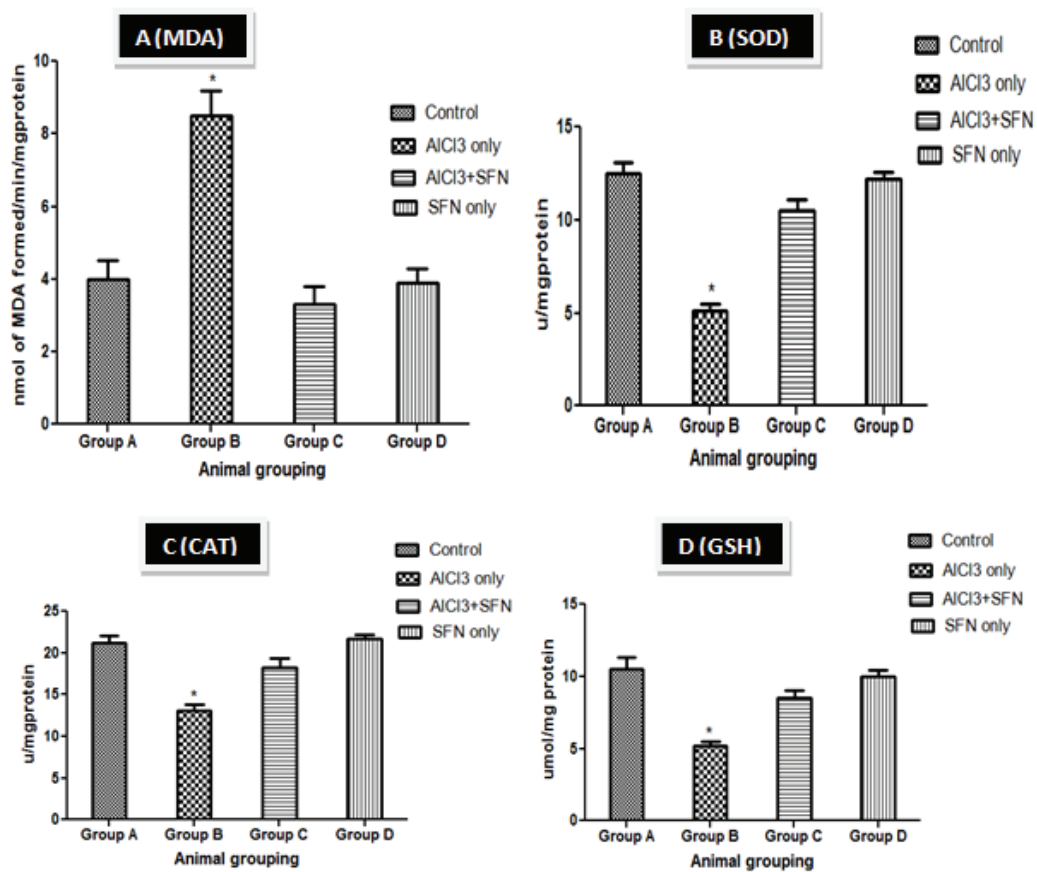 A (MDA)
nmol of MDA formed/min/mgprotein
10
8
6
4
2
0
*
Group A
Group B
Group C
Group D
Animal grouping
Control
AlCl3 only
AlCl3+SFN
SFN only
B (SOD)
u/mgprotein
15
10
5
0
*
Group A
Group B
Group C
Group D
Animal grouping
Control
AlCl3 only
AlCl3+SFN
SFN only
C (CAT)
u/mgprotein
25
20
15
10
5
0
*
Group A
Group B
Group C
Group D
Animal grouping
Control
AlCl3 only
AlCl3+SFN
SFN only
D (GSH)
umol/mg protein
15
10
5
0
*
Group A
Group B
Group C
Group D
Animal grouping
Control
AlCl3 only
AlCl3+SFN
SFN only